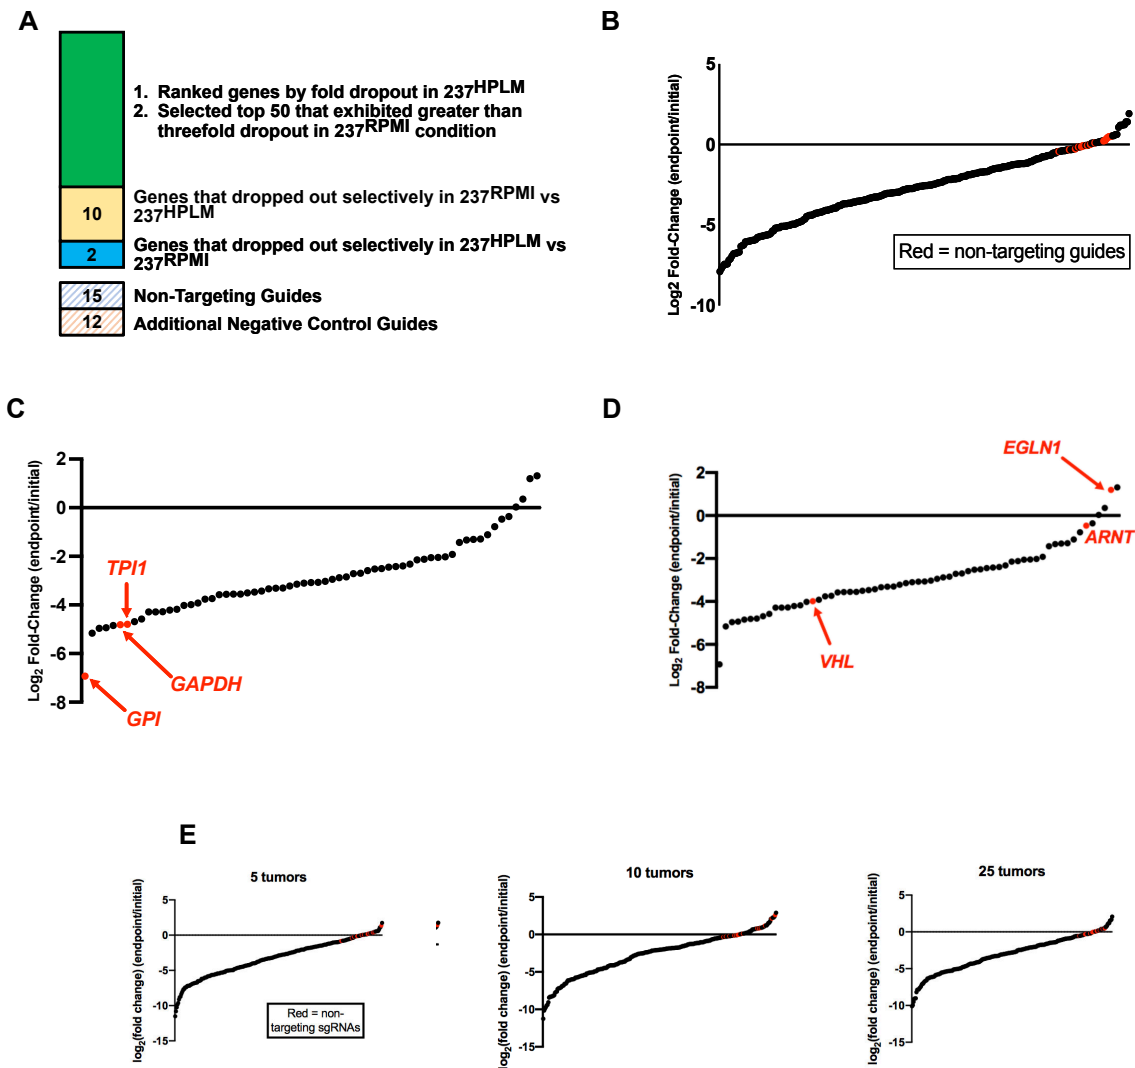 A
1. Ranked genes by fold dropout in 237HPLM
2. Selected top 50 that exhibited greater than
threefold dropout in 237RPMI condition
10
Genes that dropped out selectively in 237RPMI vs
237HPLM
2
Genes that dropped out selectively in 237HPLM vs
237RPMI
15
Non-Targeting Guides
12
Additional Negative Control Guides
B
Log2 Fold-Change (endpoint/initial)
5
0
-5
-10
Red = non-targeting guides
C
Log2 Fold-Change (endpoint/initial)
2
0
-2
-4
-6
-8
TPI1
GAPDH
GPI
D
Log2 Fold-Change (endpoint/initial)
2
0
-2
-4
-6
-8
EGLN1
ARNT
VHL
E
5 tumors
log2(fold change) (endpoint/initial)
5
0
-5
-10
-15
Red = non-
targeting sgRNAs
10 tumors
log2(fold change) (endpoint/initial)
5
0
-5
-10
-15
25 tumors
log2(fold change) (endpoint/initial)
5
0
-5
-10
-15